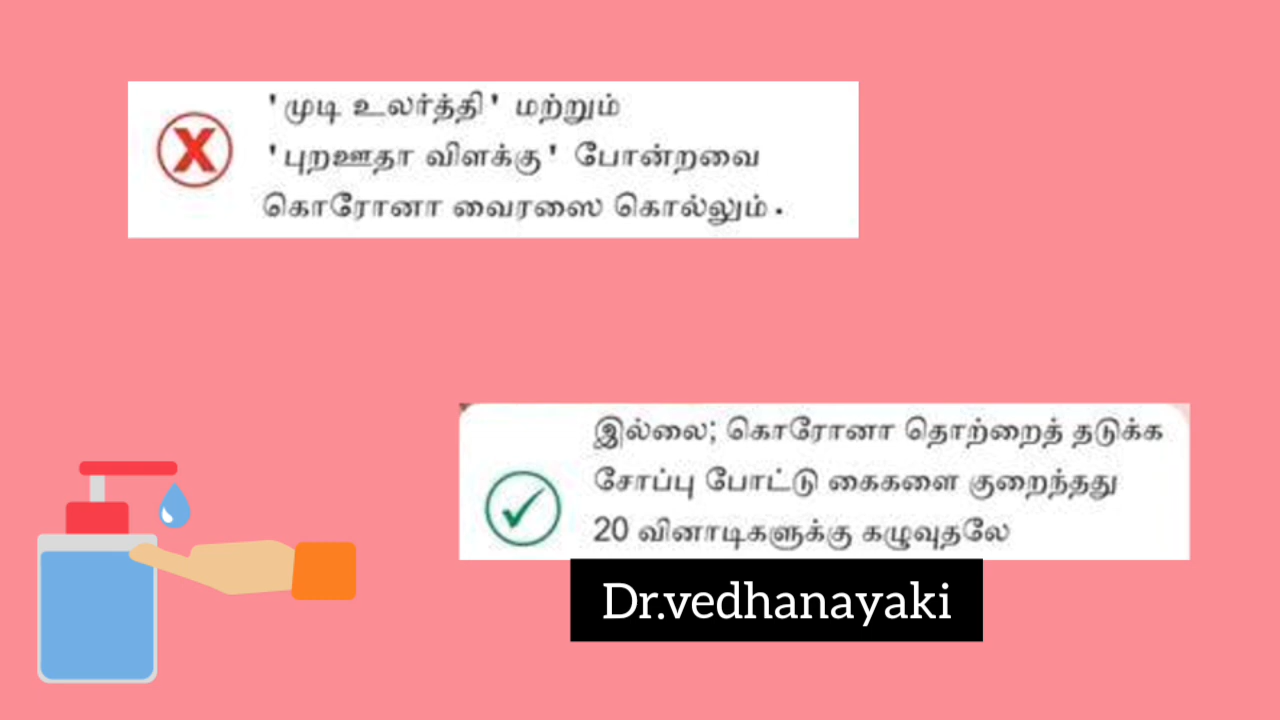 'முடி உலர்த்தி' மற்றும்
'புறஊதா விளக்கு' போன்றவை
கொரோனா வைரஸை கொல்லும்.
இல்லை; கொரோனா தொற்றைத் தடுக்க
சோப்பு போட்டு கைகளை குறைந்தது
20 வினாடிகளுக்கு கழுவுதலே
Dr.vedhanayaki